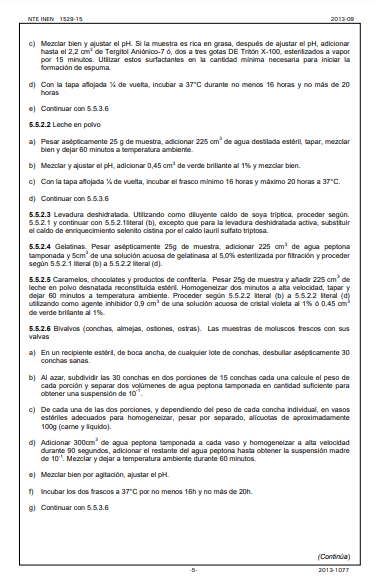 NTE INEN 1529-15 2013-09
c) Mezclar bien y ajustar el pH. Si la muestra es rica en grasa, después de ajustar el pH, adicionar
hasta el 2,2 cm³ de Tergitol Aniónico-7 ó, dos a tres gotas DE Tritón X-100, esterilizados a vapor
por 15 minutos. Utilizar estos surfactantes en la cantidad mínima necesaria para iniciar la
formación de espuma.
d) Con la tapa aflojada ¼ de vuelta, incubar a 37°C durante no menos 16 horas y no más de 20
horas
e) Continuar con 5.5.3.6
5.5.2.2 Leche en polvo
a) Pesar asépticamente 25 g de muestra, adicionar 225 cm³ de agua destilada estéril, tapar, mezclar
bien y dejar 60 minutos a temperatura ambiente.
b) Mezclar y ajustar el pH, adicionar 0,45 cm³ de verde brillante al 1% y mezclar bien.
c) Con la tapa aflojada ¼ de vuelta, incubar el frasco mínimo 16 horas y máximo 20 horas a 37°C.
d) Continuar con 5.5.3.6
5.5.2.3 Levadura deshidratada. Utilizando como diluyente caldo de soya tríptica, proceder según.
5.5.2.1 y continuar con 5.5.2.1literal (b), excepto que para la levadura deshidratada activa, substituir
el caldo de enriquecimiento selenito cistina por el caldo lauril sulfato triptosa.
5.5.2.4 Gelatinas. Pesar asépticamente 25g de muestra, adicionar 225 cm³ de agua peptona
tamponada y 5cm³ de una solución acuosa de gelatinasa al 5,0% esterilizada por filtración y proceder
según 5.5.2.1 literal (b) a 5.5.2.2 literal (d).
5.5.2.5 Caramelos, chocolates y productos de confitería. Pesar 25g de muestra y añadir 225 cm³ de
leche en polvo desnatada reconstituida estéril. Homogeneizar dos minutos a alta velocidad, tapar y
dejar 60 minutos a temperatura ambiente. Proceder según 5.5.2.2 literal (b) a 5.5.2.2 literal (d)
utilizando como agente inhibidor 0,9 cm³ de una solución acuosa de cristal violeta al 1% ó 0,45 cm³
de verde brillante al 1%.
5.5.2.6 Bivalvos (conchas, almejas, ostiones, ostras). Las muestras de moluscos frescos con sus
valvas
a) En un recipiente estéril, de boca ancha, de cualquier lote de conchas, desbullar asépticamente 30
conchas sanas.
b) Al azar, subdividir las 30 conchas en dos porciones de 15 conchas cada una calcule el peso de
cada porción y separar dos volúmenes de agua peptona tamponada en cantidad suficiente para
obtener una suspensión de 10⁻¹.
c) De cada una de las dos porciones, y dependiendo del peso de cada concha individual, en vasos
estériles adecuados para homogeneizar, pesar por separado, alícuotas de aproximadamente
100g (carne y líquido).
d) Adicionar 300cm³ de agua peptona tamponada a cada vaso y homogeneizar a alta velocidad
durante 90 segundos, adicionar el restante del agua peptona hasta obtener la suspensión madre
de 10⁻¹. Mezclar y dejar a temperatura ambiente durante 60 minutos.
e) Mezclar bien por agitación, ajustar el pH.
f) Incubar los dos frascos a 37°C por no menos 16h y no más de 20h.
g) Continuar con 5.5.3.6
(Continúa)
-5- 2013-1077